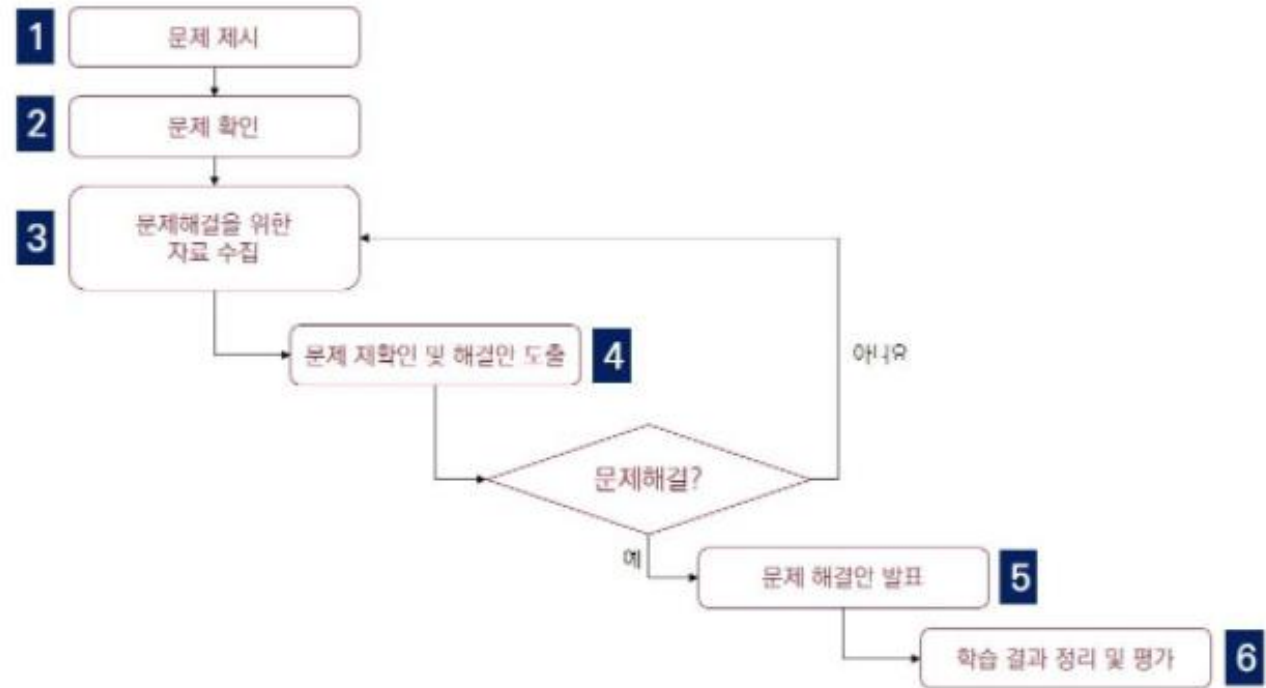 1
문제 제시
2
문제 확인
3
문제해결을 위한
자료 수집
문제 재확인 및 해결안 도출
4
아니요
문제해결?
예
문제 해결안 발표
5
학습 결과 정리 및 평가
6